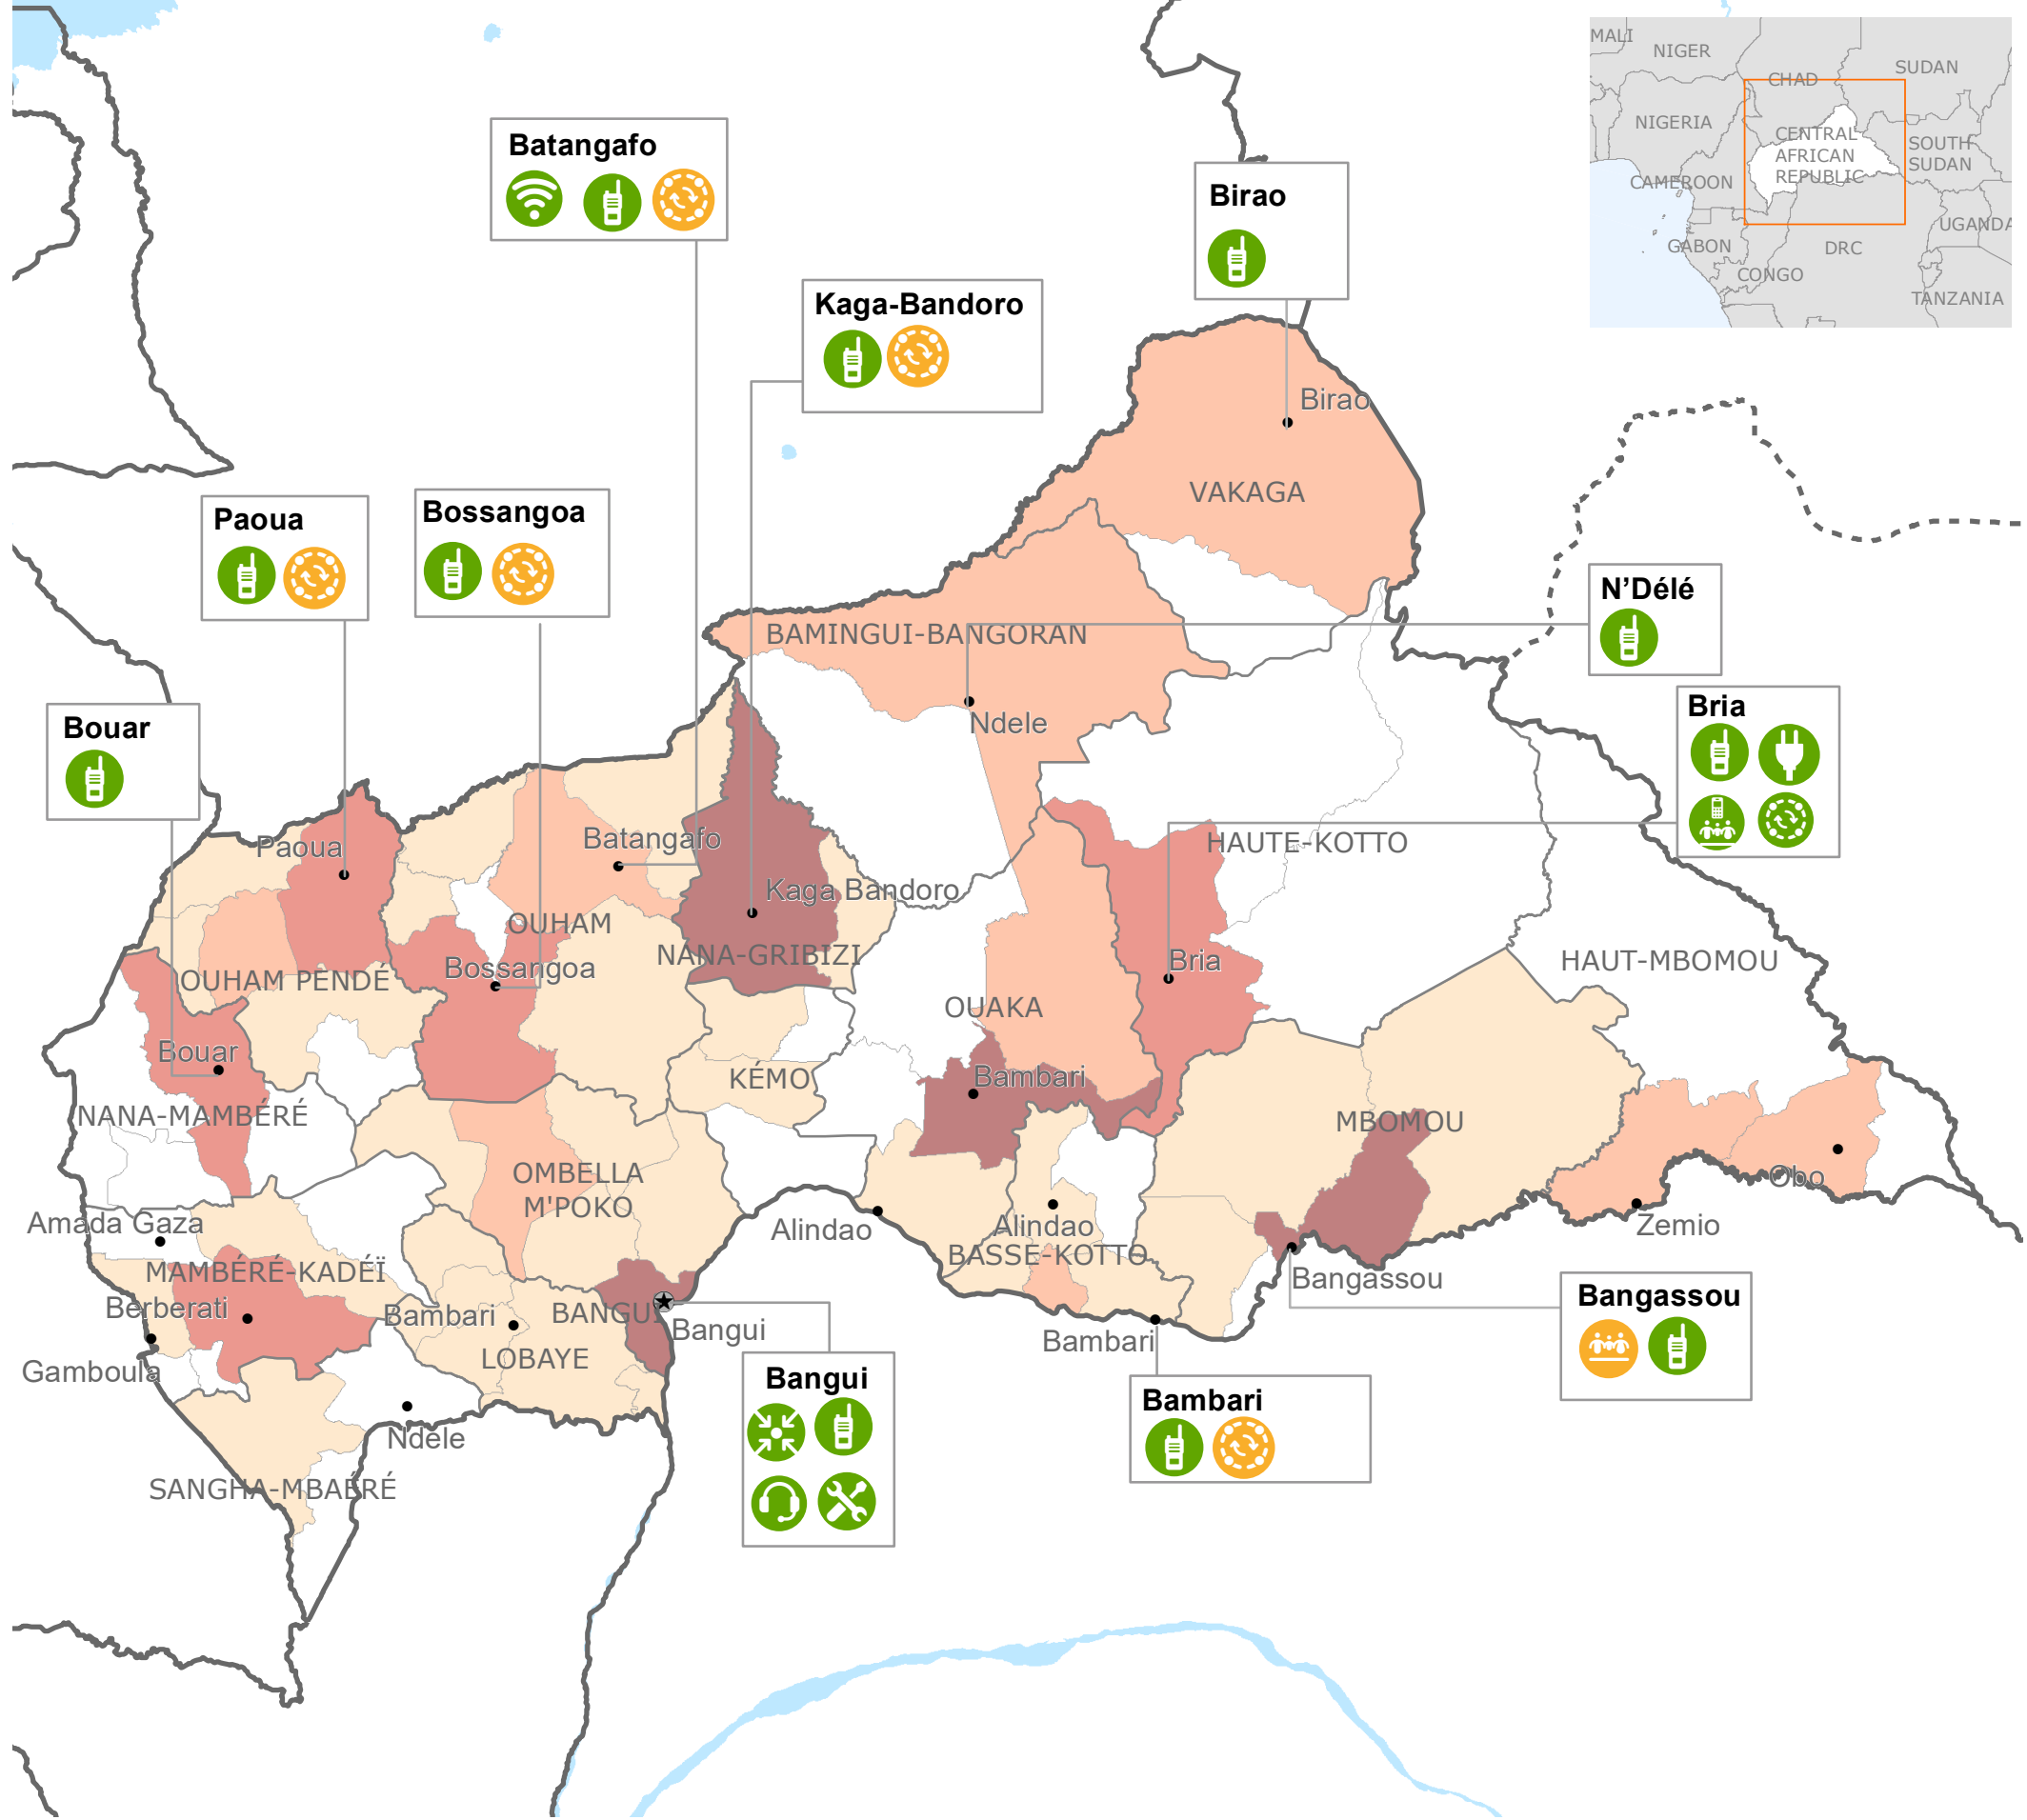 MALI
NIGER
CHAD
SUDAN
NIGERIA
CENTRAL
AFRICAN
REPUBLIC
SOUTH
SUDAN
CAMEROON
UGANDA
GABON
DRC
CONGO
TANZANIA
Batangafo
Birao
Kaga-Bandoro
Birao
VAKAGA
Paoua
Bossangoa
N’Délé
BAMINGUI-BANGORAN
Ndele
Bria
Bouar
Paoua
Batangafo
HAUTE-KOTTO
Kaga Bandoro
OUHAM
NANA-GRIBIZI
Bossangoa
Bria
HAUT-MBOMOU
OUHAM PENDÉ
OUAKA
Bouar
KÉMO
Bambari
NANA-MAMBÉRÉ
MBOMOU
OMBELLA
M'POKO
Obo
Amada Gaza
Alindao
Alindao
Zemio
BASSE-KOTTO
MAMBÉRÉ-KADÉÏ
Bangassou
Berberati
Bambari
BANGUI
Bangui
Bambari
LOBAYE
Gamboula
Bangassou
Bangui
Bambari
Ndele
SANGHA-MBAÉRÉ